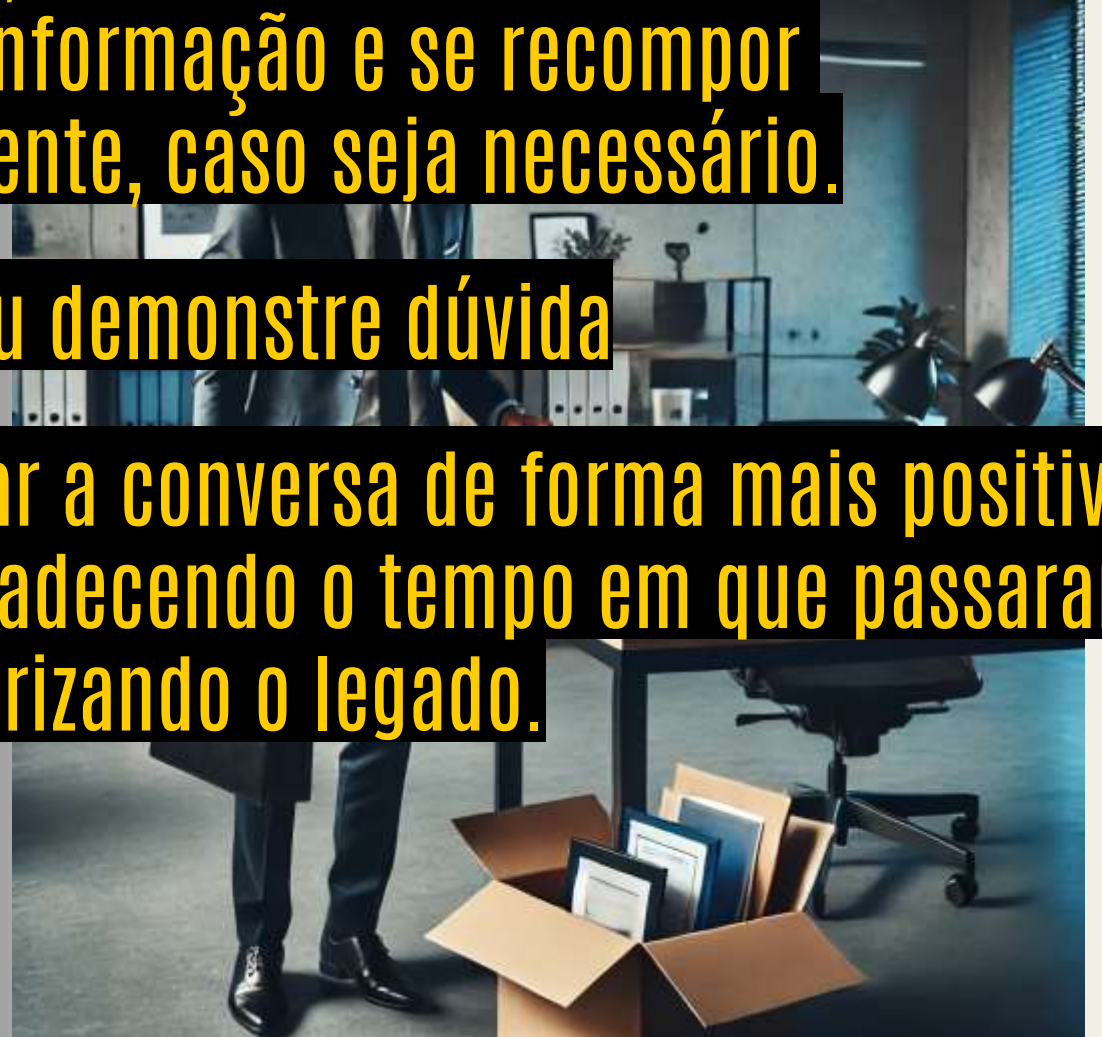 nformação e se recompor
ente, caso seja necessário.
u demonstre dúvida
ar a conversa de forma mais positiv
adecendo o tempo em que passara
rizando o legado.